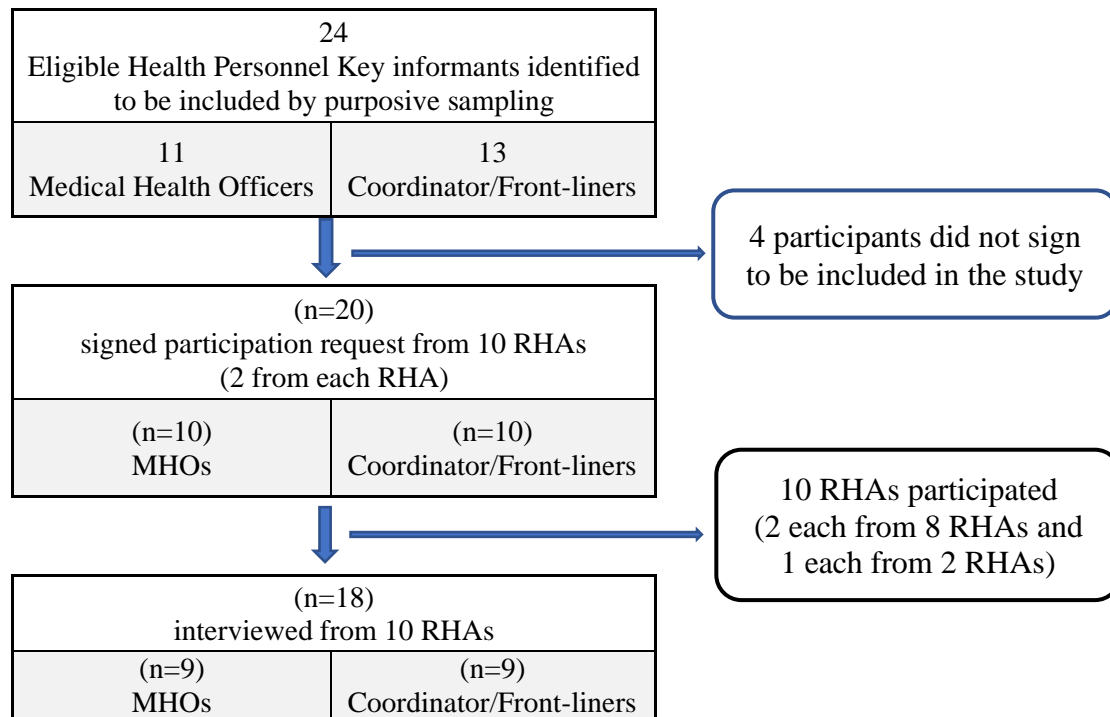 24
Eligible Health Personnel Key informants identified
to be included by purposive sampling
11
Medical Health Officers
13
Coordinator/Front-liners
4 participants did not sign
to be included in the study
(n=20)
signed participation request from 10 RHAs
(2 from each RHA)
(n=10)
MHOs
(n=10)
Coordinator/Front-liners
10 RHAs participated
(2 each from 8 RHAs and
1 each from 2 RHAs)
(n=18)
interviewed from 10 RHAs
(n=9)
MHOs
(n=9)
Coordinator/Front-liners